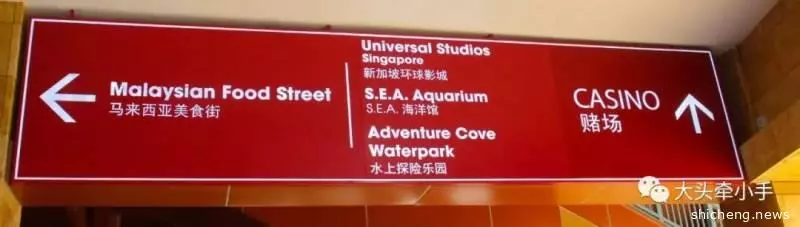 Malaysian Food Street
马来西亚美食街
Universal Studios
Singapore
新加坡环球影城
S.E.A. Aquarium
S.E.A. 海洋馆
Adventure Cove
Waterpark
水上探险乐园
CASINO
赌场
大头牵小手
shicheng.news